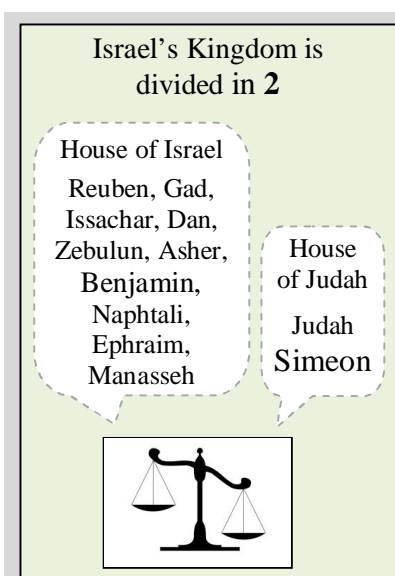 Israel's Kingdom is
divided in 2
House of Israel
Reuben, Gad,
Issachar, Dan,
Zebulun, Asher,
Benjamin,
Naphtali,
Ephraim,
Manasseh
House
of Judah
Judah
Simeon